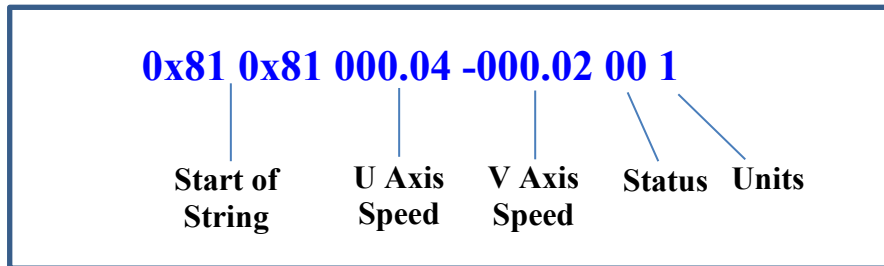 0x81 0x81 000.04 -000.02 00 1
Start of String
U Axis Speed
V Axis Speed
Status
Units